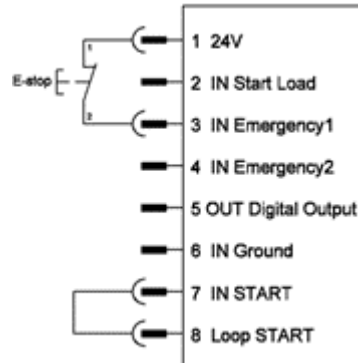 1 24V
1
E-stop
2 IN Start Load
2
3 IN Emergency1
4 IN Emergency2
5 OUT Digital Output
6 IN Ground
7 IN START
8 Loop START